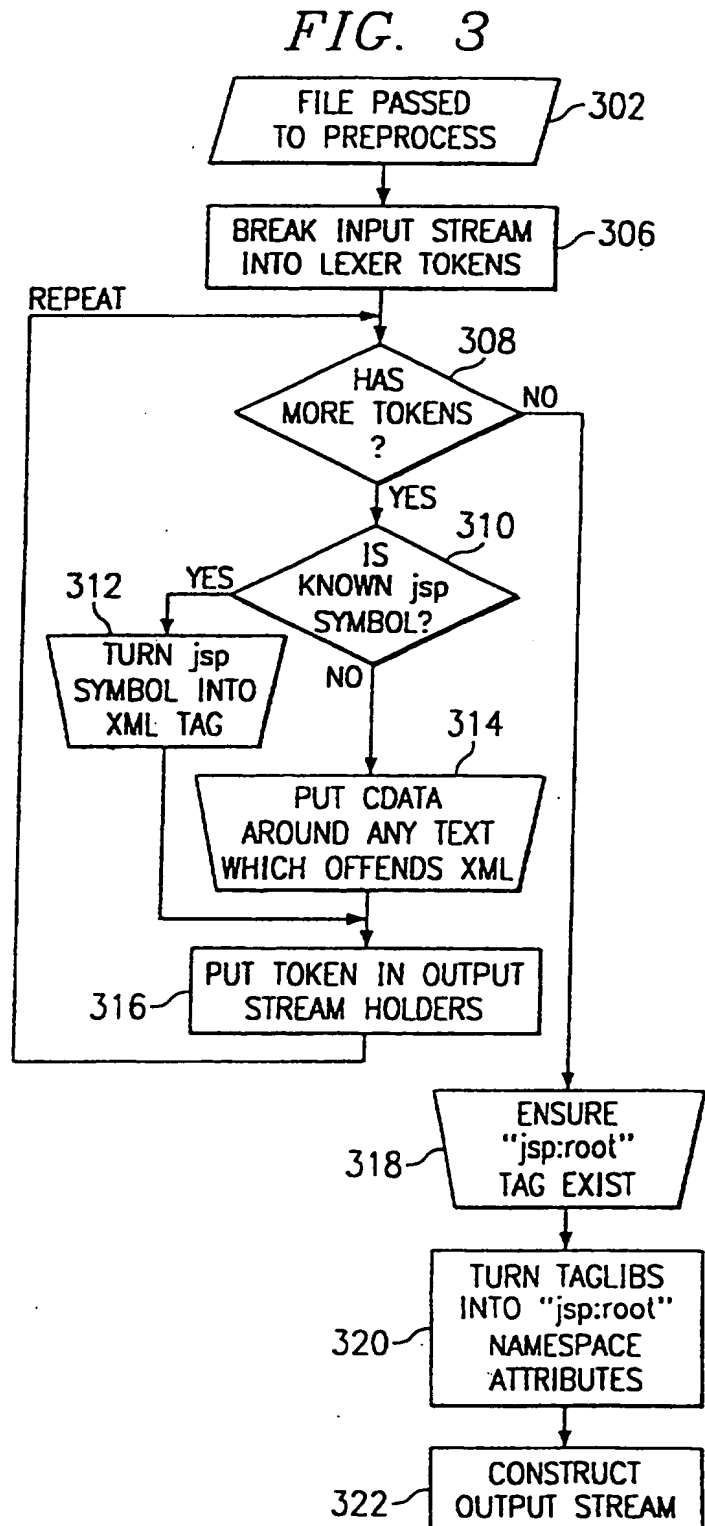 FIG. 3
FILE PASSED
TO PREPROCESS
302
BREAK INPUT STREAM
INTO LEXER TOKENS
306
REPEAT
308
HAS
MORE TOKENS
?
NO
YES
310
IS
KNOWN jsp
SYMBOL?
YES
NO
312
TURN jsp
SYMBOL INTO
XML TAG
314
PUT CDATA
AROUND ANY TEXT
WHICH OFFENDS XML
PUT TOKEN IN OUTPUT
STREAM HOLDERS
316
ENSURE
"jsp:root"
TAG EXIST
318
TURN TAGLIBS
INTO "jsp:root"
NAMESPACE
ATTRIBUTES
320
CONSTRUCT
OUTPUT STREAM
322